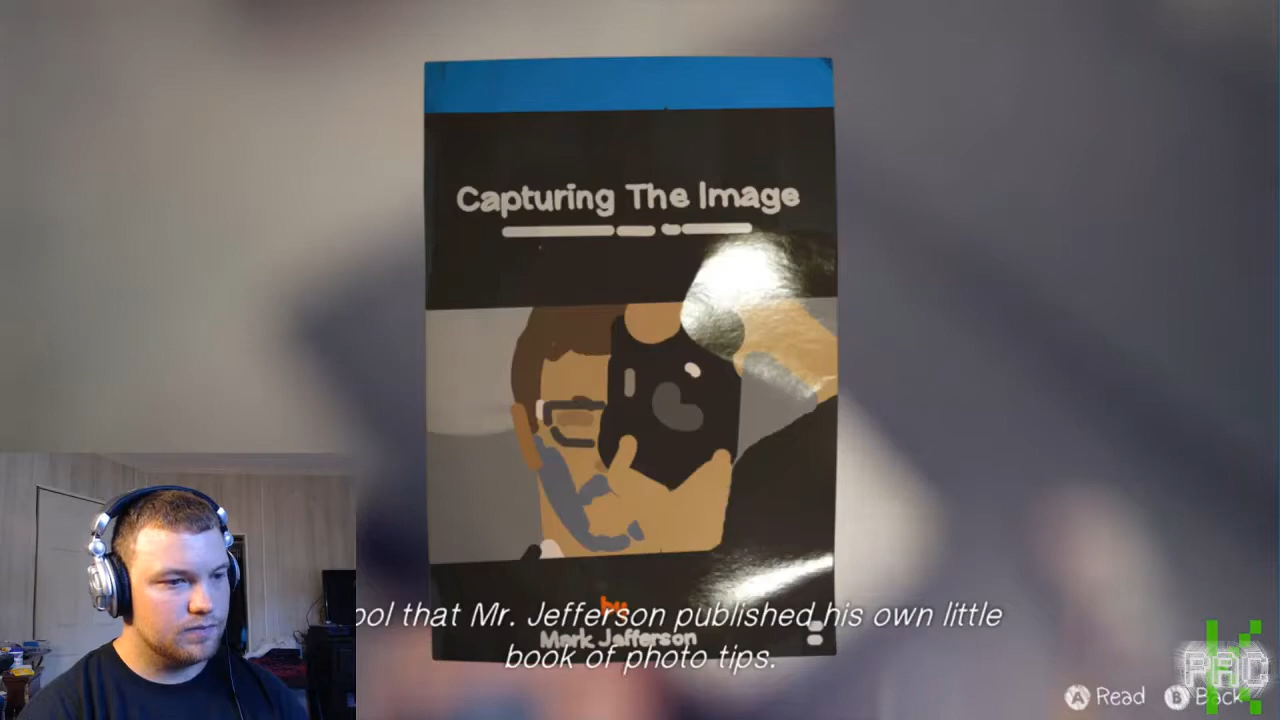 Capturing The Image
by
Mark Jefferson
ool that Mr. Jefferson published his own little
book of photo tips.
A Read B Back
PAC
K